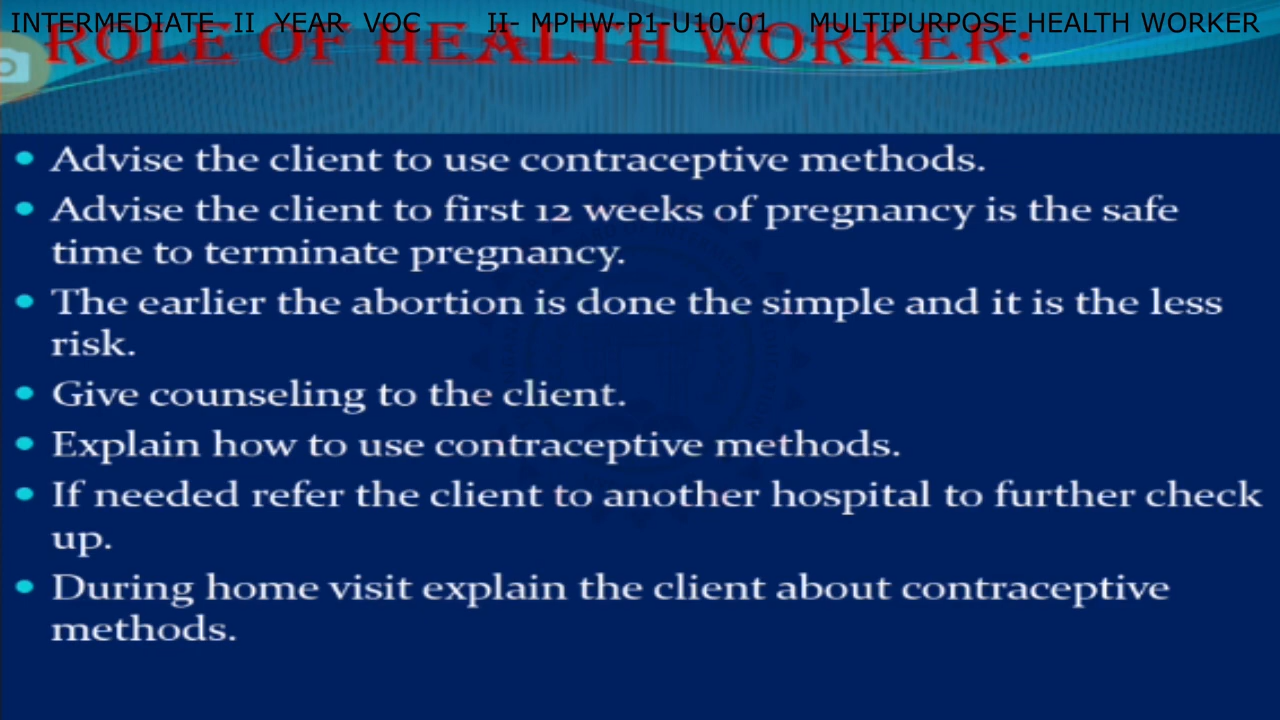 INTERMEDIATE II YEAR VOC II- MPHW-P1-U10-01 MULTIPURPOSE HEALTH WORKER
ROLE OF HEALTH WORKER:
• Advise the client to use contraceptive methods.
• Advise the client to first 12 weeks of pregnancy is the safe
time to terminate pregnancy.
• The earlier the abortion is done the simple and it is the less
risk.
• Give counseling to the client.
• Explain how to use contraceptive methods.
• If needed refer the client to another hospital to further check
up.
• During home visit explain the client about contraceptive
methods.